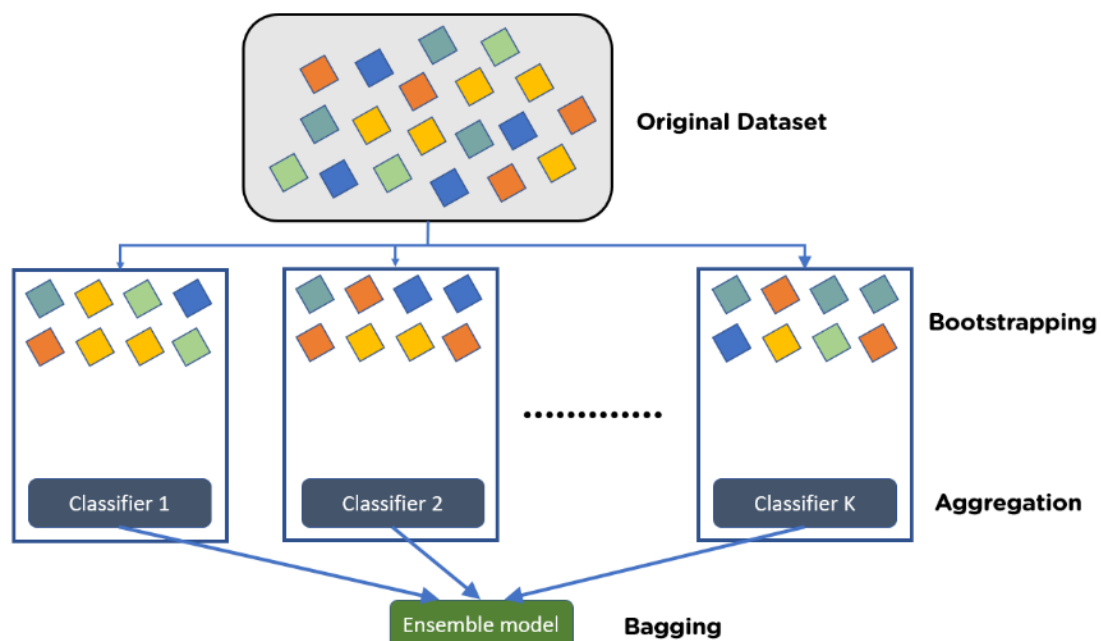 Original Dataset
Bootstrapping
Classifier 1
Classifier 2
Classifier K
Aggregation
Ensemble model
Bagging